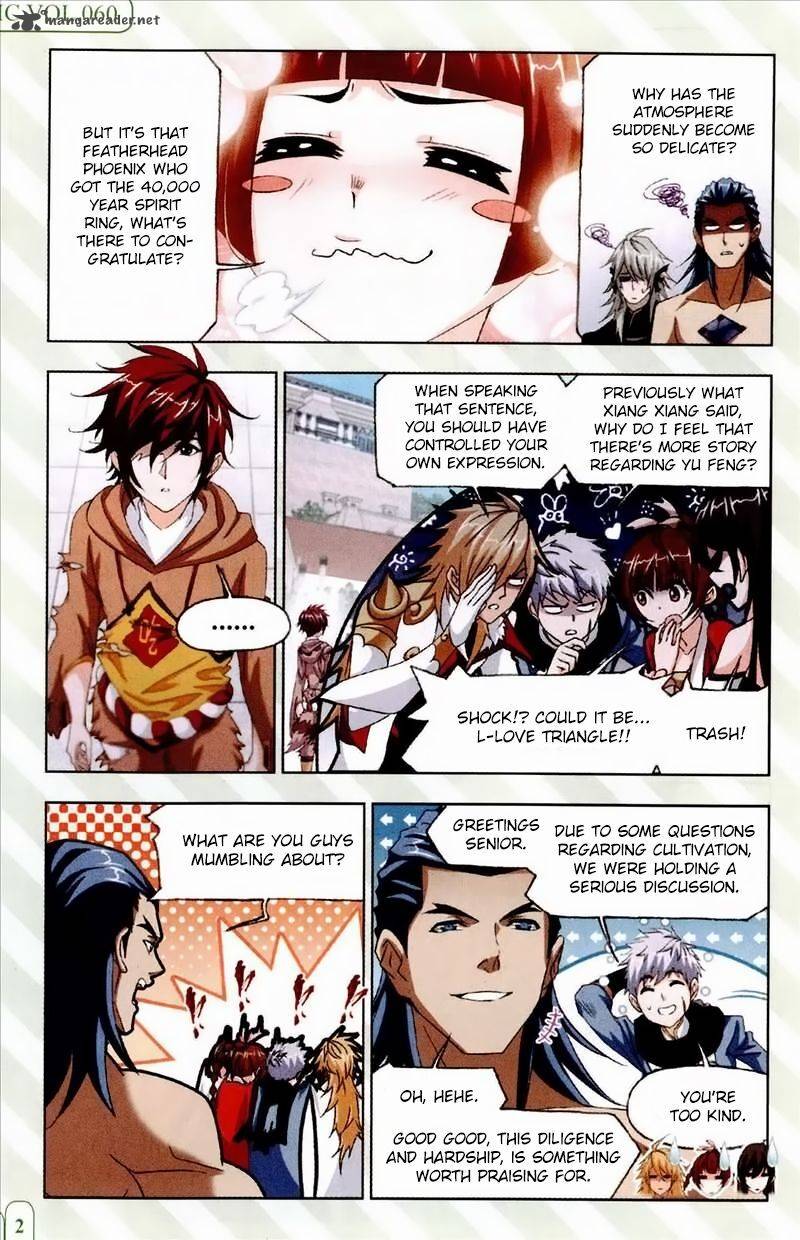 NG VOL 060
mangareader.net
WHY HAS THE
ATMOSPHERE
SUDDENLY BECOME
SO DELICATE?
BUT IT'S THAT
FEATHERHEAD
PHOENIX WHO
GOT THE 40,000
YEAR SPIRIT
RING, WHAT'S
THERE TO CON-
GRATULATE?
PREVIOUSLY WHAT
XIANG XIANG SAID,
WHY DO I FEEL THAT
THERE'S MORE STORY
REGARDING YU FENG?
WHEN SPEAKING
THAT SENTENCE,
YOU SHOULD HAVE
CONTROLLED YOUR
OWN EXPRESSION.
TRASH!
SHOCK!? COULD IT BE...
L-LOVE TRIANGLE!!
......
吃
WHAT ARE YOU GUYS
MUMBLING ABOUT?
GREETINGS
SENIOR.
DUE TO SOME QUESTIONS
REGARDING CULTIVATION,
WE WERE HOLDING A
SERIOUS DISCUSSION.
OH, HEHE.
GOOD GOOD, THIS DILIGENCE
AND HARDSHIP, IS SOMETHING
WORTH PRAISING FOR.
YOU'RE
TOO KIND.
2